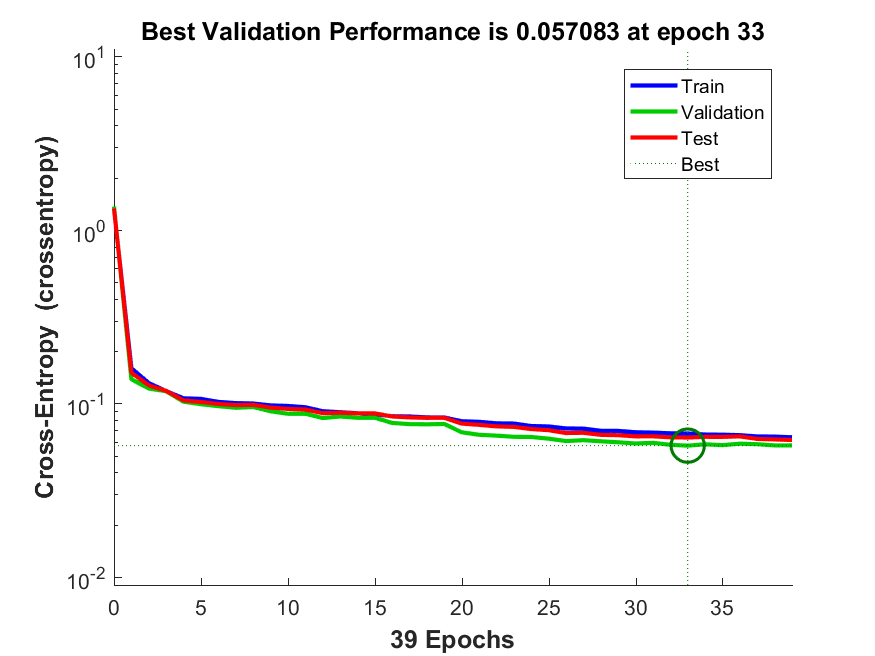 Best Validation Performance is 0.057083 at epoch 33
Cross-Entropy (crossentropy)
10^1
10^0
10^-1
10^-2
Train
Validation
Test
Best
0 5 10 15 20 25 30 35
39 Epochs